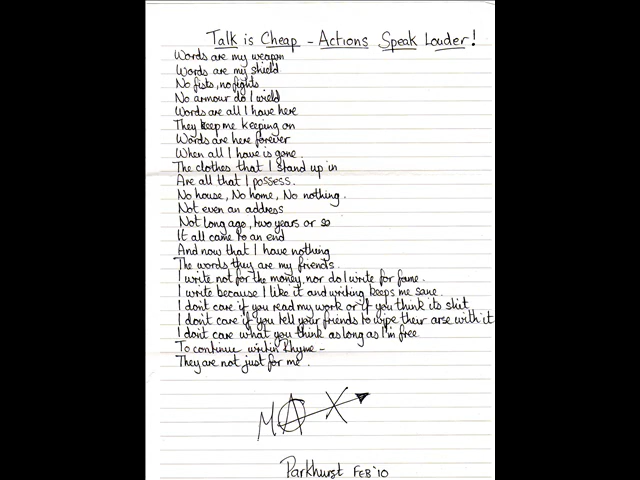 Talk is Cheap - Actions Speak Louder!
Words are my weapon
Words are my shield
No fists, no fights
No armour do I wield
Words are all I have here
They keep me keeping on
Words are here forever
When all I have is gone.
The clothes that I stand up in
Are all that I possess.
No house, No home, No nothing.
Not even an address
Not long ago, two years or so
It all came to an end
And now that I have nothing
The words they are my friends.
I write not for the money, nor do I write for fame.
I write because I like it and writing keeps me sane.
I don't care if you read my work or if you think its shit
I don't care if you tell your friends to wipe their arse with it
I don't care what you think as long as I'm free
To continue writin Rhyme -
They are not just for me.
MAX
Parkhurst FEB '10